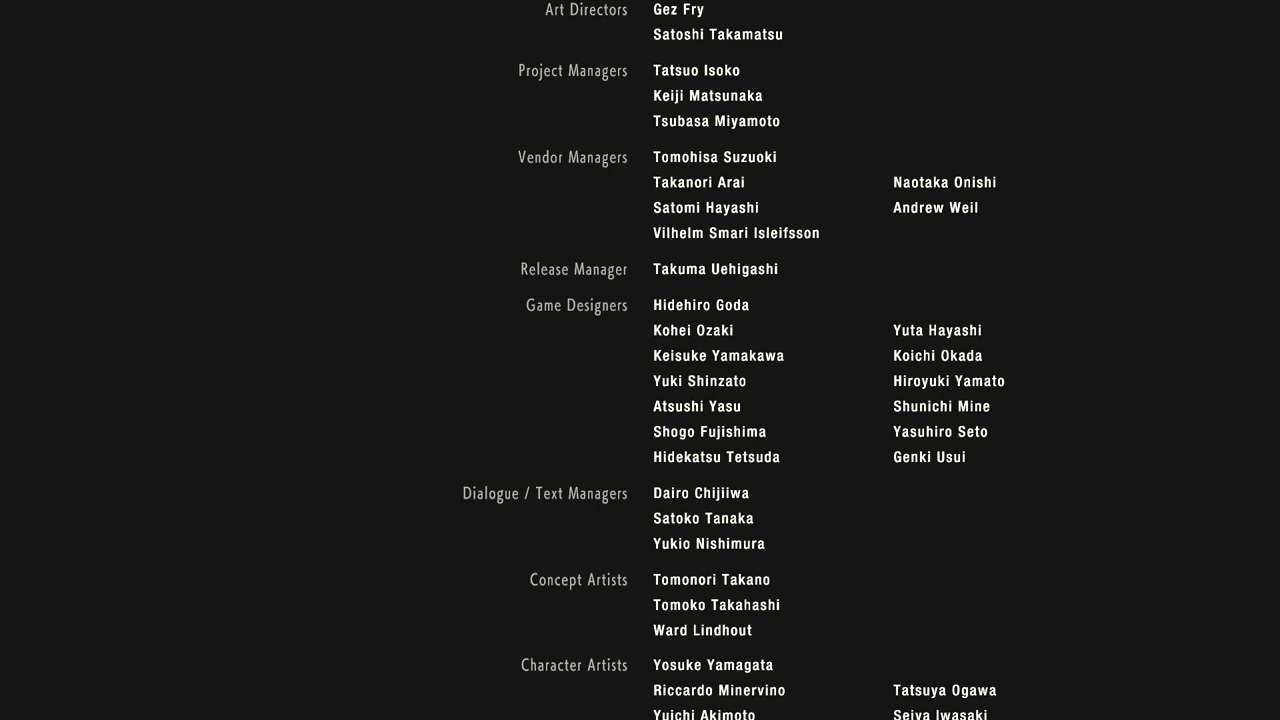 Art Directors Gez Fry
Satoshi Takamatsu
Project Managers Tatsuo Isoko
Keiji Matsunaka
Tsubasa Miyamoto
Vendor Managers Tomohisa Suzuoki
Takanori Arai Naotaka Onishi
Satomi Hayashi Andrew Weil
Vilhelm Smari Isleifsson
Release Manager Takuma Uehigashi
Game Designers Hidehiro Goda
Kohei Ozaki Yuta Hayashi
Keisuke Yamakawa Koichi Okada
Yuki Shinzato Hiroyuki Yamato
Atsushi Yasu Shunichi Mine
Shogo Fujishima Yasuhiro Seto
Hidekatsu Tetsuda Genki Usui
Dialogue / Text Managers Dairo Chijiiwa
Satoko Tanaka
Yukio Nishimura
Concept Artists Tomonori Takano
Tomoko Takahashi
Ward Lindhout
Character Artists Yosuke Yamagata
Riccardo Minervino Tatsuya Ogawa
Yuichi Akimoto Seiya Iwasaki